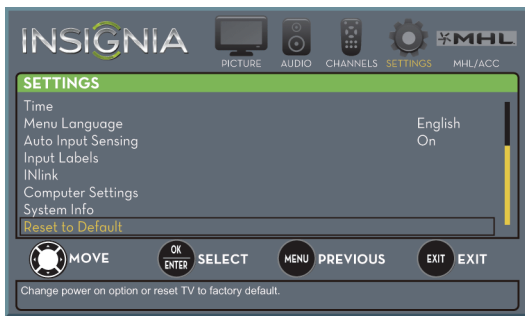 INSIGNIA
PICTURE AUDIO CHANNELS SETTINGS MHL MHL/ACC
SETTINGS
Time
Menu Language English
Auto Input Sensing On
Input Labels
INlink
Computer Settings
System Info
Reset to Default
MOVE OK ENTER SELECT MENU PREVIOUS EXIT EXIT
Change power on option or reset TV to factory default.